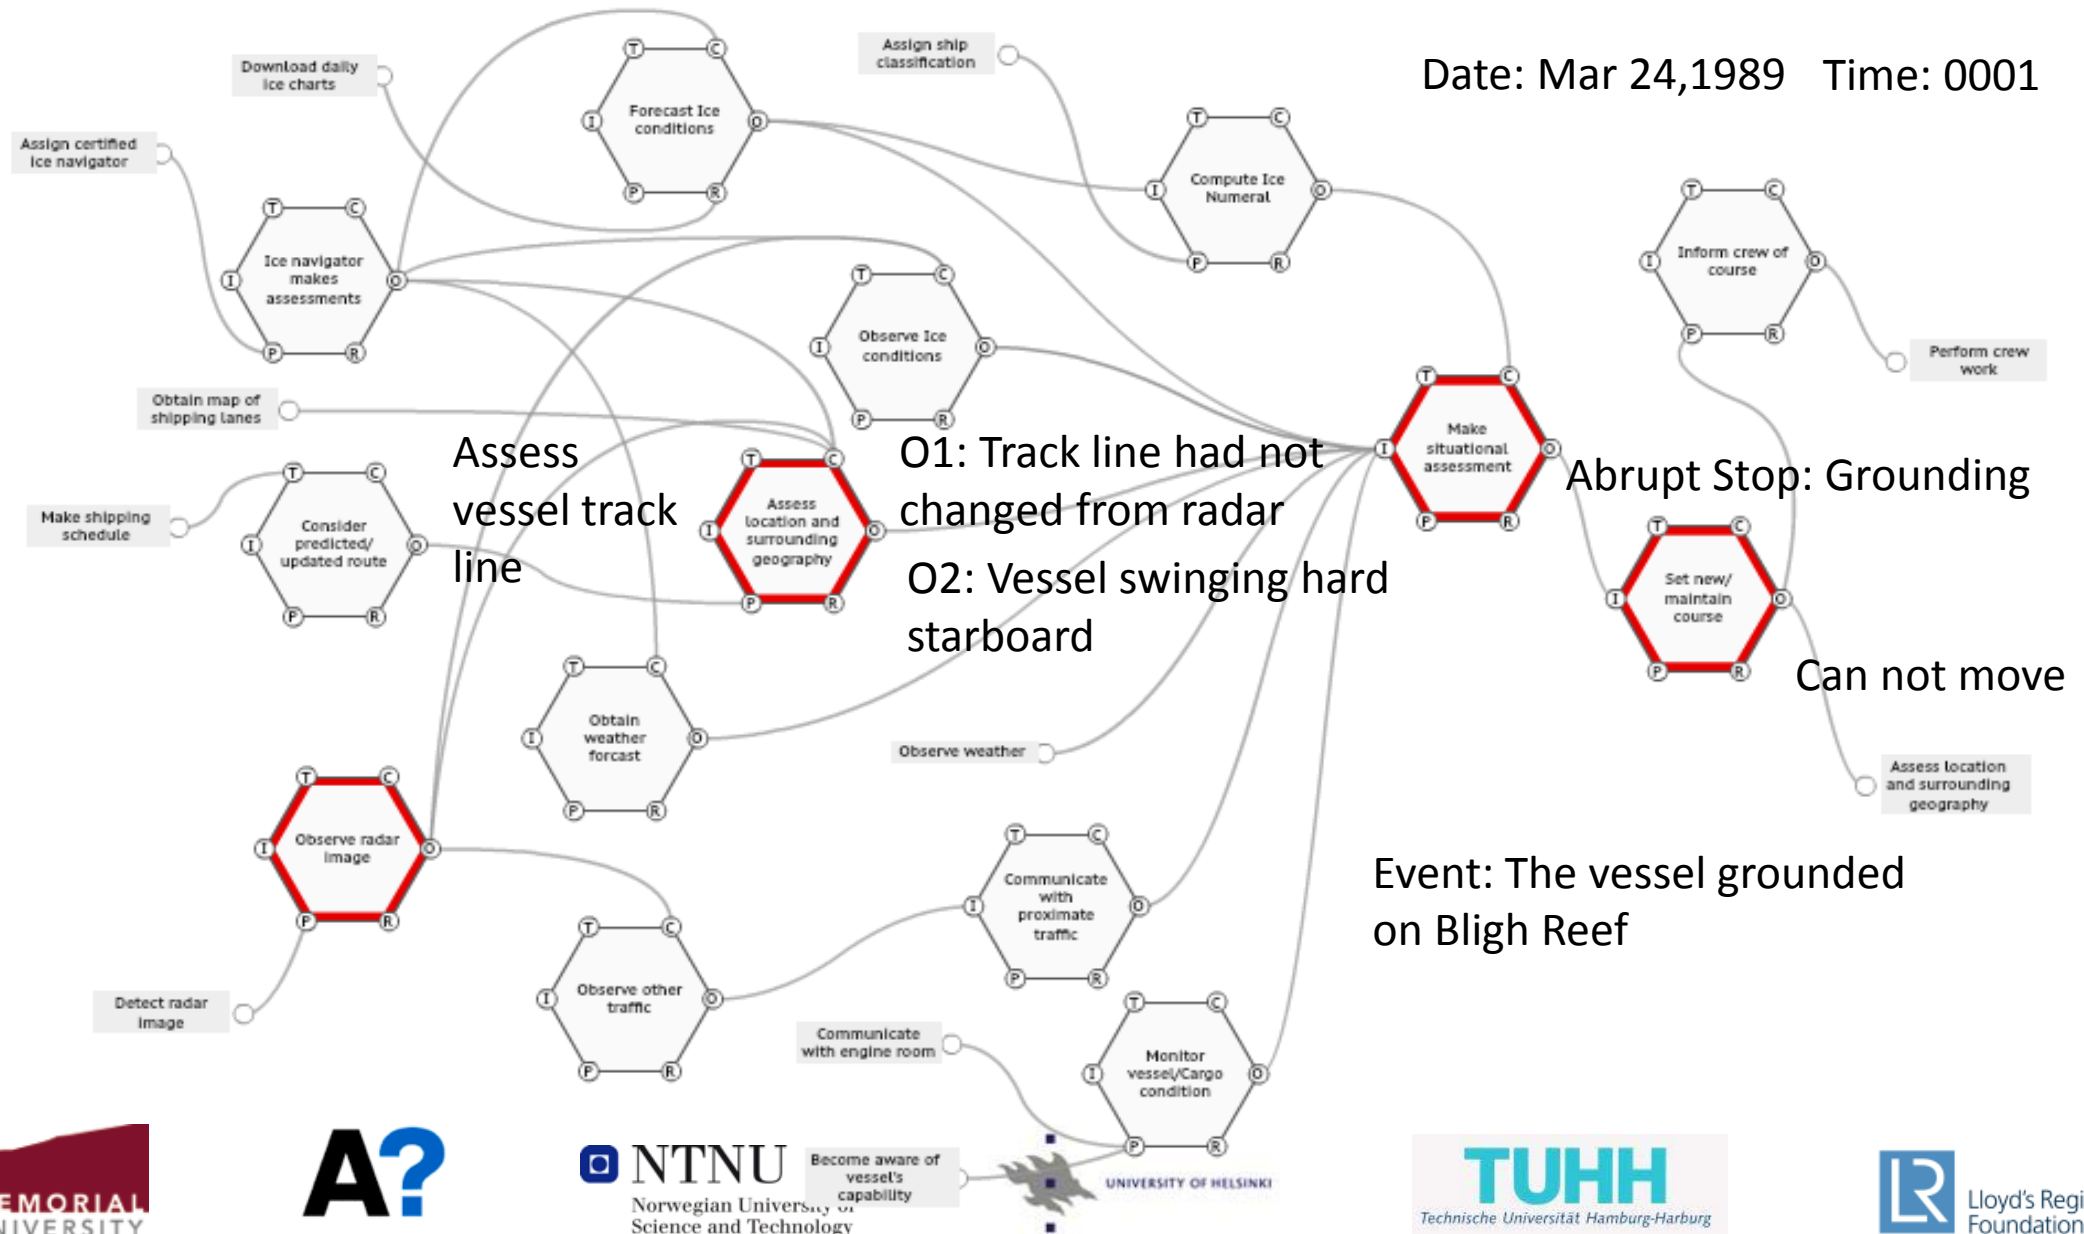 Date: Mar 24,1989 Time: 0001
Download daily
ice charts
Assign certified
ice navigator
T
C
I
Forecast Ice
conditions
O
P
R
Assign ship
classification
T
C
I
Compute Ice
Numeral
O
P
R
T
C
I
Inform crew of
course
O
P
R
Perform crew
work
T
C
I
Ice navigator
makes
assessments
O
P
R
T
C
I
Observe Ice
conditions
O
P
R
Obtain map of
shipping lanes
Make shipping
schedule
T
C
I
Consider
predicted/
updated route
O
P
R
Assess
vessel track
line
T
C
I
Assess
location and
surrounding
geography
O
P
R
O1: Track line had not
changed from radar
O2: Vessel swinging hard
starboard
T
C
I
Make
situational
assessment
O
P
R
Abrupt Stop: Grounding
T
C
I
Set new/
maintain
course
O
P
R
Can not move
Assess location
and surrounding
geography
T
C
I
Obtain
weather
forcast
O
P
R
Observe weather
T
C
I
Observe radar
image
O
P
R
Detect radar
image
T
C
I
Observe other
traffic
O
P
R
T
C
I
Communicate
with
proximate
traffic
O
P
R
Event: The vessel grounded
on Bligh Reef
Communicate
with engine room
T
C
I
Monitor
vessel/Cargo
condition
O
P
R
Become aware of
vessel's
capability
EMORIAL
NIVERSITY
A?
NTNU
Norwegian University of
Science and Technology
UNIVERSITY OF HELSINKI
TUHH
Technische Universität Hamburg-Harburg
LR
Lloyd's Regi
Foundation